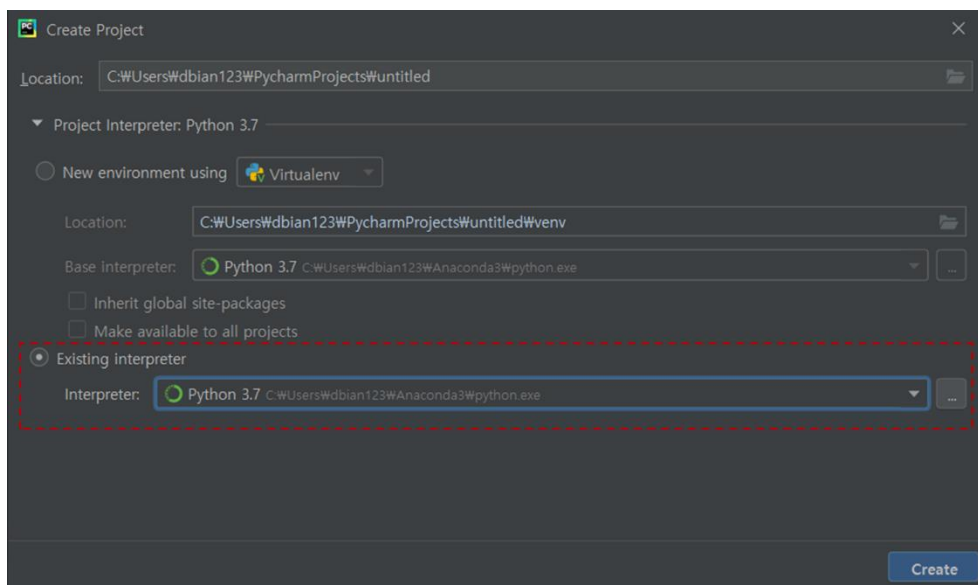 Create Project
Location: C:₩Users₩dbian123₩PycharmProjects₩untitled
Project Interpreter: Python 3.7
New environment using Virtualenv
Location: C:₩Users₩dbian123₩PycharmProjects₩untitled₩venv
Base interpreter: Python 3.7 C:₩Users₩dbian123₩Anaconda3₩python.exe ...
Inherit global site-packages
Make available to all projects
Existing interpreter
Interpreter: Python 3.7 C:₩Users₩dbian123₩Anaconda3₩python.exe ...
Create